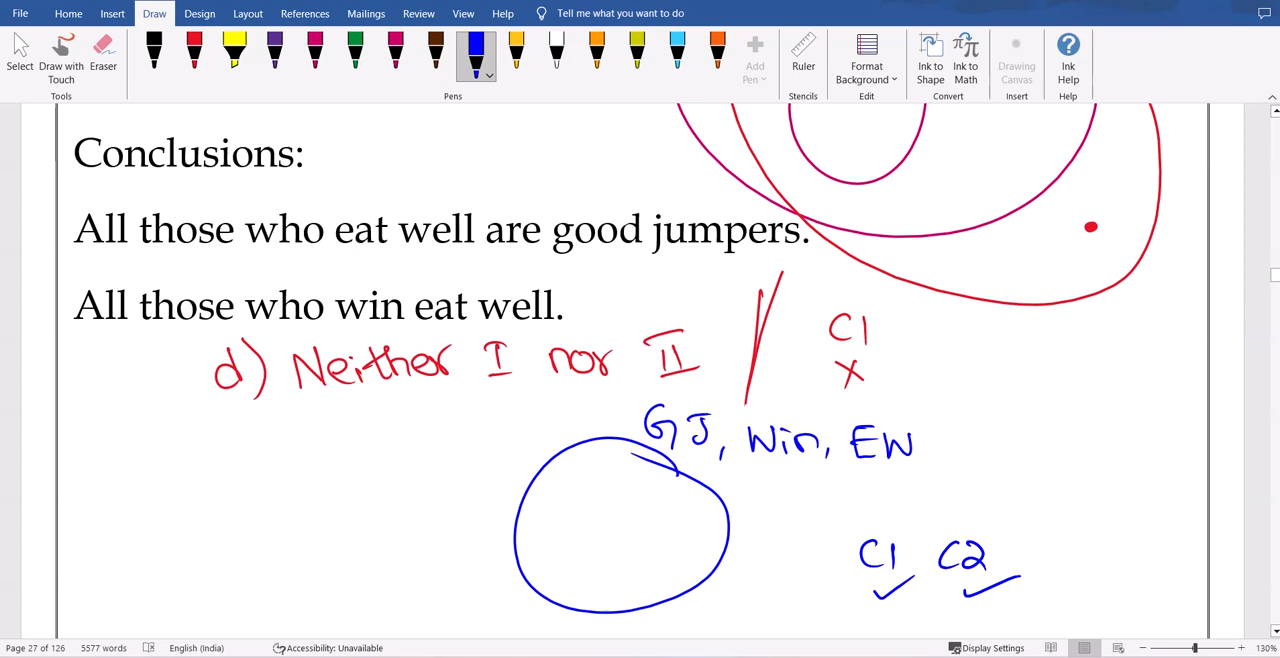 File Home Insert Draw Design Layout References Mailings Review View Help Tell me what you want to do
Select Draw with Touch Eraser Add Pen Ruler Format Background Ink to Shape Ink to Math Drawing Canvas Ink Help
Tools Pens Stencils Edit Convert Insert Help
Conclusions:
All those who eat well are good jumpers.
All those who win eat well.
d) Neither I nor II
C1
X
GJ, Win, EW
C1 C2
Page 27 of 126 5577 words English (India) Accessibility: Unavailable Display Settings 130%